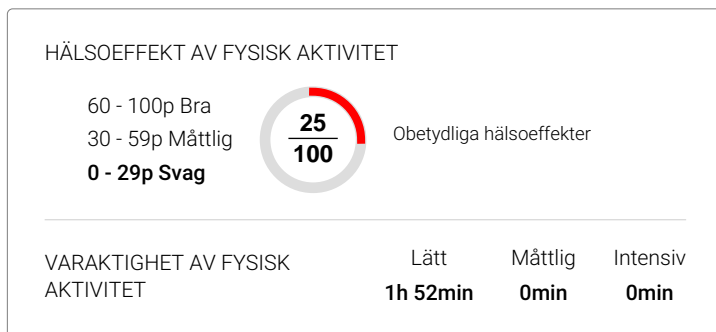 HÄLSOEFFEKT AV FYSISK AKTIVITET
60 - 100p Bra
30 - 59p Måttlig
0 - 29p Svag
25
100
Obetydliga hälsoeffekter
VARAKTIGHET AV FYSISK
AKTIVITET
Lätt Måttlig Intensiv
1h 52min 0min 0min